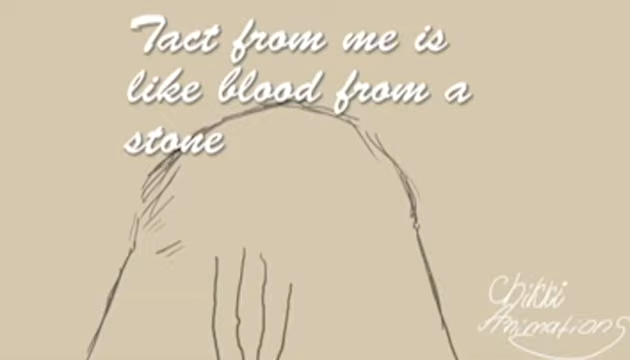 Tact from me is
like blood from a
stone
Chikki
Animations